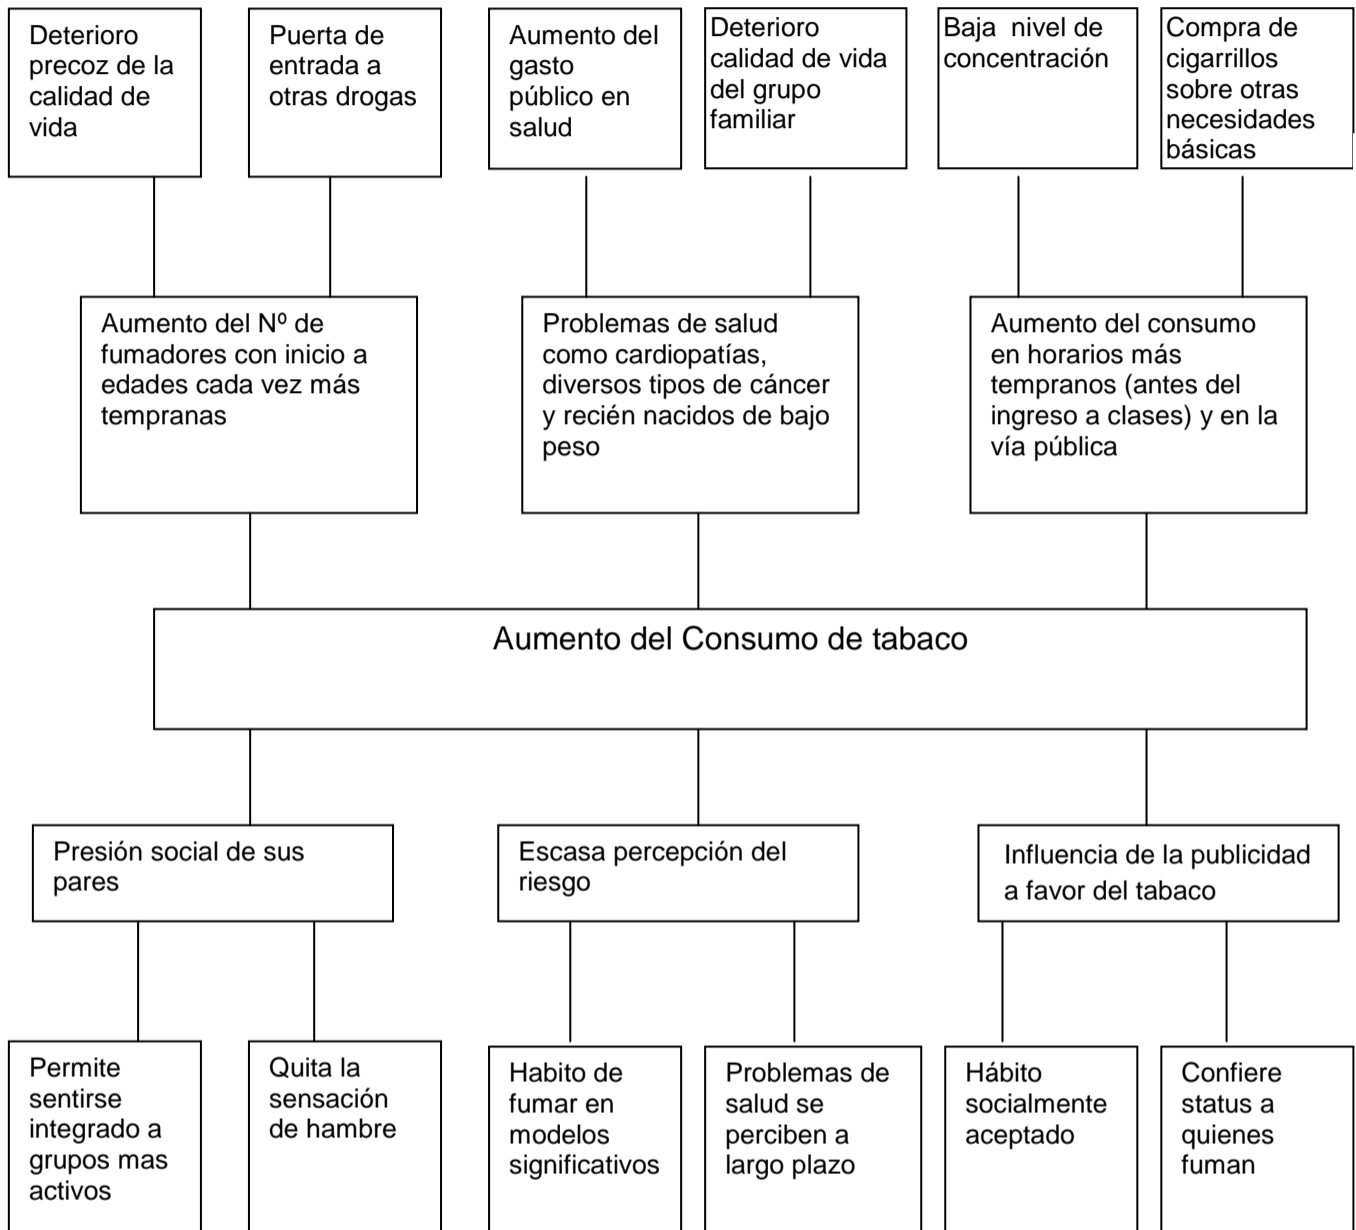 Deterioro
precoz de la
calidad de
vida
Puerta de
entrada a
otras drogas
Aumento del
gasto
público en
salud
Deterioro
calidad de vida
del grupo
familiar
Baja  nivel de
concentración
Compra de
cigarrillos
sobre otras
necesidades
básicas
Aumento del Nº de
fumadores con inicio a
edades cada vez más
tempranas
Problemas de salud
como cardiopatías,
diversos tipos de cáncer
y recién nacidos de bajo
peso
Aumento del consumo
en horarios más
tempranos (antes del
ingreso a clases) y en la
vía pública
Aumento del Consumo de tabaco
Presión social de sus
pares
Escasa percepción del
riesgo
Influencia de la publicidad
a favor del tabaco
Permite
sentirse
integrado a
grupos mas
activos
Quita la
sensación
de hambre
Habito de
fumar en
modelos
significativos
Problemas de
salud se
perciben a
largo plazo
Hábito
socialmente
aceptado
Confiere
status a
quienes
fuman